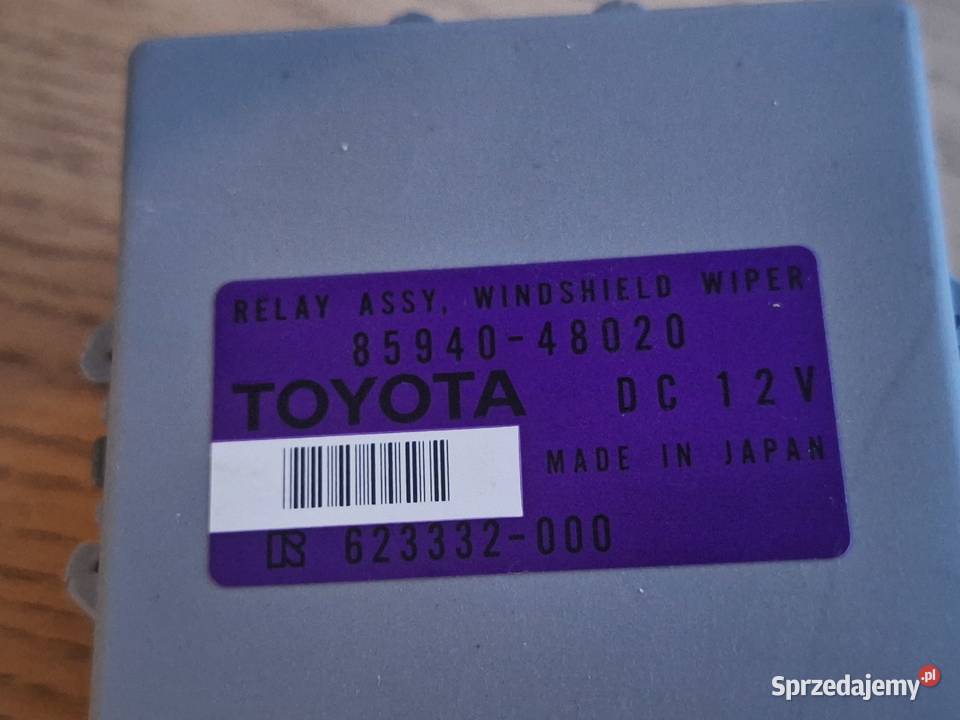 RELAY ASSY, WINDSHIELD WIPER
85940-48020
TOYOTA DC 12V
MADE IN JAPAN
623332-000
Sprzedajemy.pl